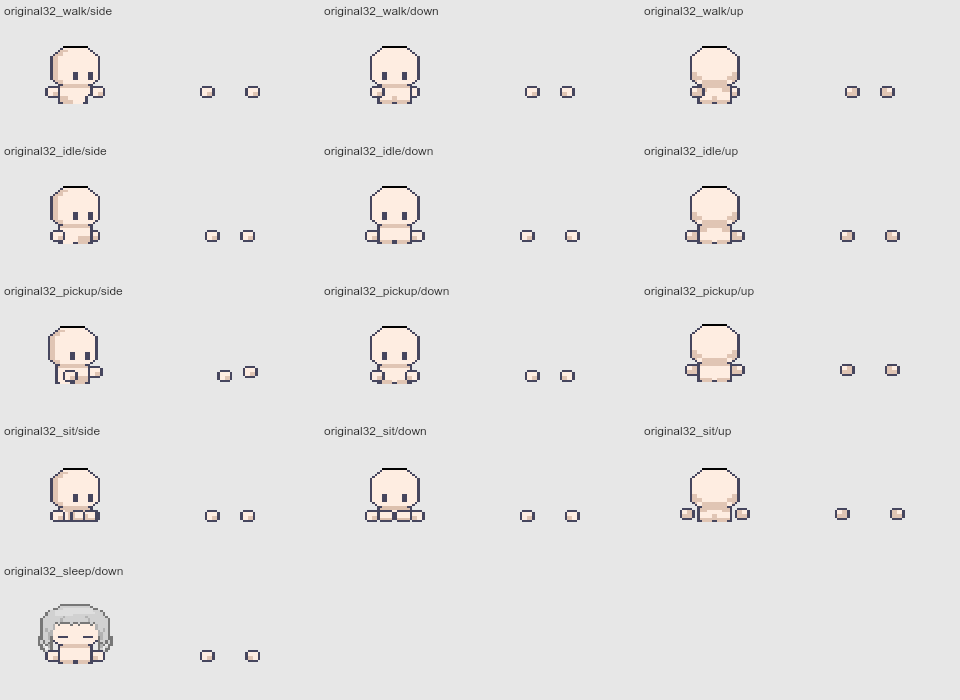 original32_walk/side
original32_walk/down
original32_walk/up
original32_idle/side
original32_idle/down
original32_idle/up
original32_pickup/side
original32_pickup/down
original32_pickup/up
original32_sit/side
original32_sit/down
original32_sit/up
original32_sleep/down